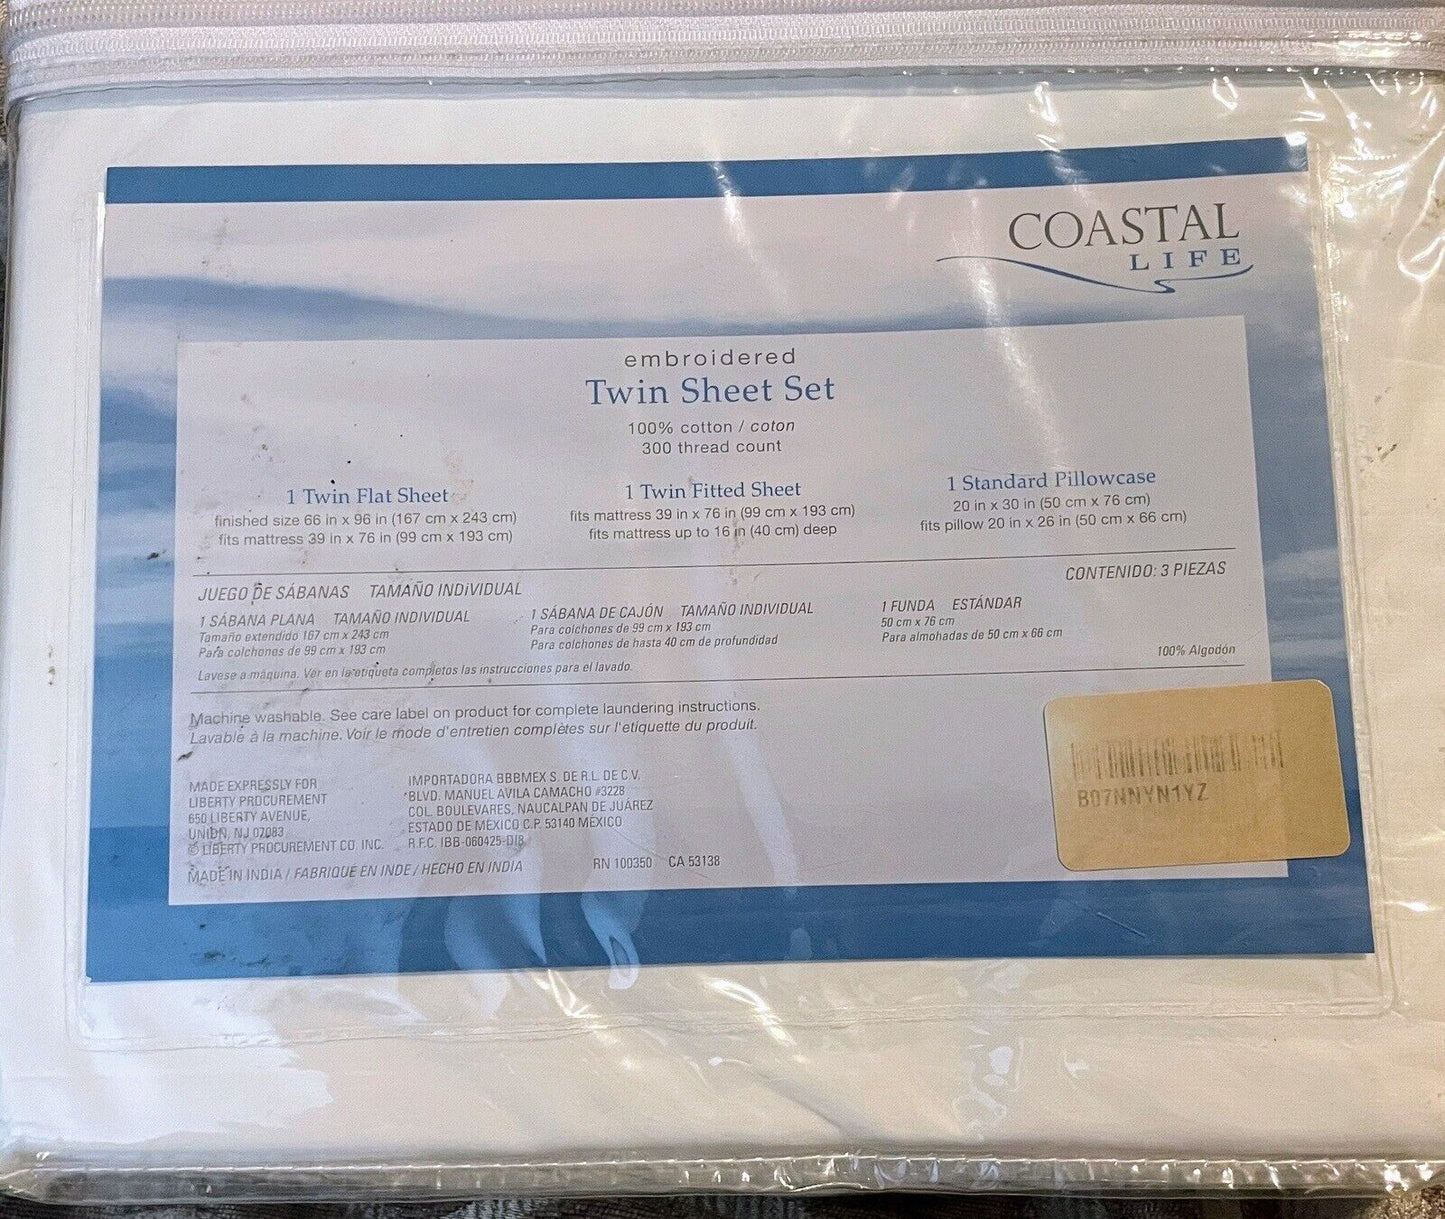 COASTAL
LIFE
embroidered
Twin Sheet Set
100% cotton / coton
300 thread count
1 Twin Flat Sheet
finished size 66 in x 96 in (167 cm x 243 cm)
fits mattress 39 in x 76 in (99 cm x 193 cm)
1 Twin Fitted Sheet
fits mattress 39 in x 76 in (99 cm x 193 cm)
fits mattress up to 16 in (40 cm) deep
1 Standard Pillowcase
20 in x 30 in (50 cm x 76 cm)
fits pillow 20 in x 26 in (50 cm x 66 cm)
JUEGO DE SÁBANAS TAMAÑO INDIVIDUAL
CONTENIDO: 3 PIEZAS
1 SÁBANA PLANA TAMAÑO INDIVIDUAL
Tamaño extendido 167 cm x 243 cm
Para colchones de 99 cm x 193 cm
1 SÁBANA DE CAJÓN TAMAÑO INDIVIDUAL
Para colchones de 99 cm x 193 cm
Para colchones de hasta 40 cm de profundidad
1 FUNDA ESTÁNDAR
50 cm x 76 cm
Para almohadas de 50 cm x 66 cm
100% Algodón
Lavese a máquina. Ver en la etiqueta completos las instrucciones para el lavado.
Machine washable. See care label on product for complete laundering instructions.
Lavable à la machine. Voir le mode d'entretien complètes sur l'etiquette du produit.
MADE EXPRESSLY FOR
LIBERTY PROCUREMENT
650 LIBERTY AVENUE,
UNION, NJ 07083
© LIBERTY PROCUREMENT CO. INC.
IMPORTADORA BBBMEX S. DE R.L. DE C.V.
BLVD. MANUEL AVILA CAMACHO #3228
COL. BOULEVARES, NAUCALPAN DE JUÁREZ
ESTADO DE MÉXICO C.P. 53140 MÉXICO
R.F.C. IBB-060425-DI8
MADE IN INDIA / FABRIQUÉ EN INDE / HECHO EN INDIA
RN 100350 CA 53138
B07NNYN1YZ